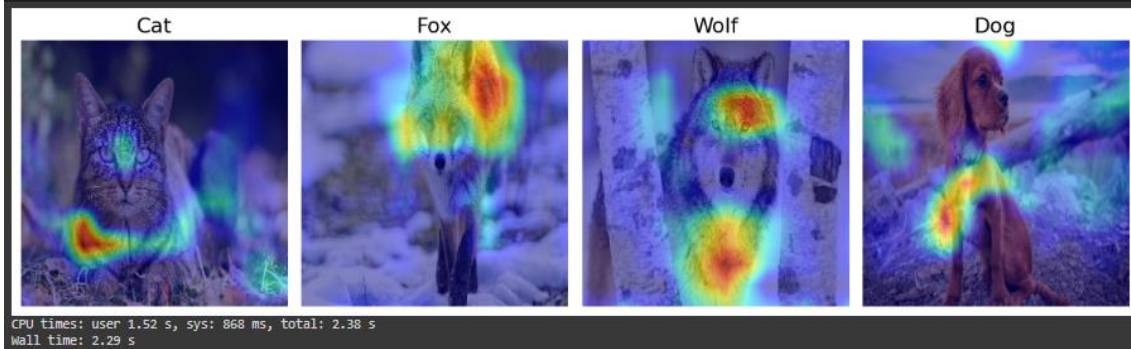 Cat Fox Wolf Dog
CPU times: user 1.52 s, sys: 868 ms, total: 2.38 s
Wall time: 2.29 s